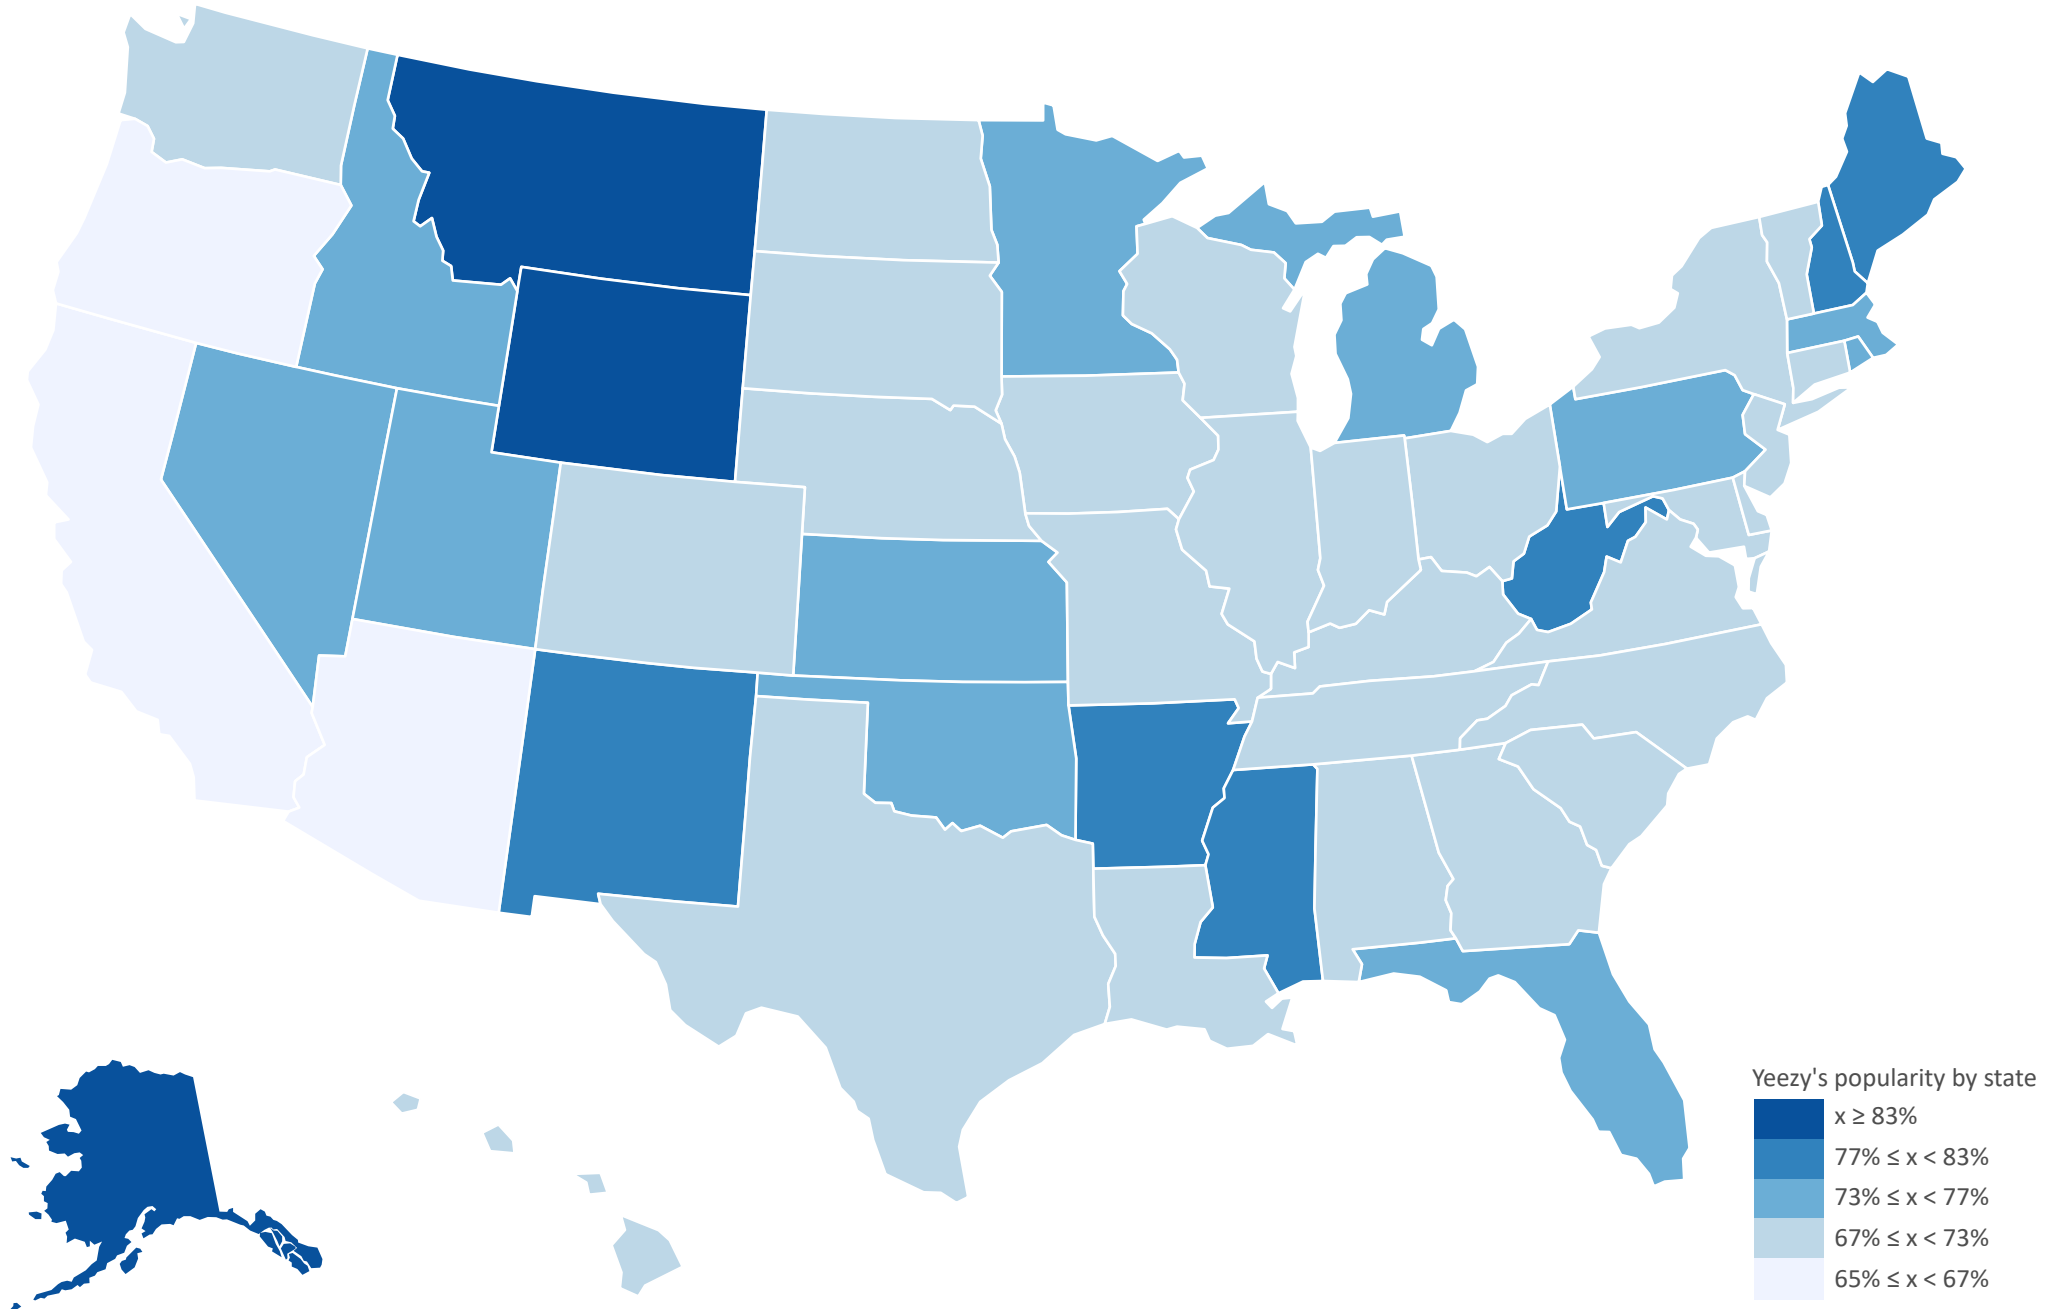 Yeezy's popularity by state
x ≥ 83%
77% ≤ x < 83%
73% ≤ x < 77%
67% ≤ x < 73%
65% ≤ x < 67%